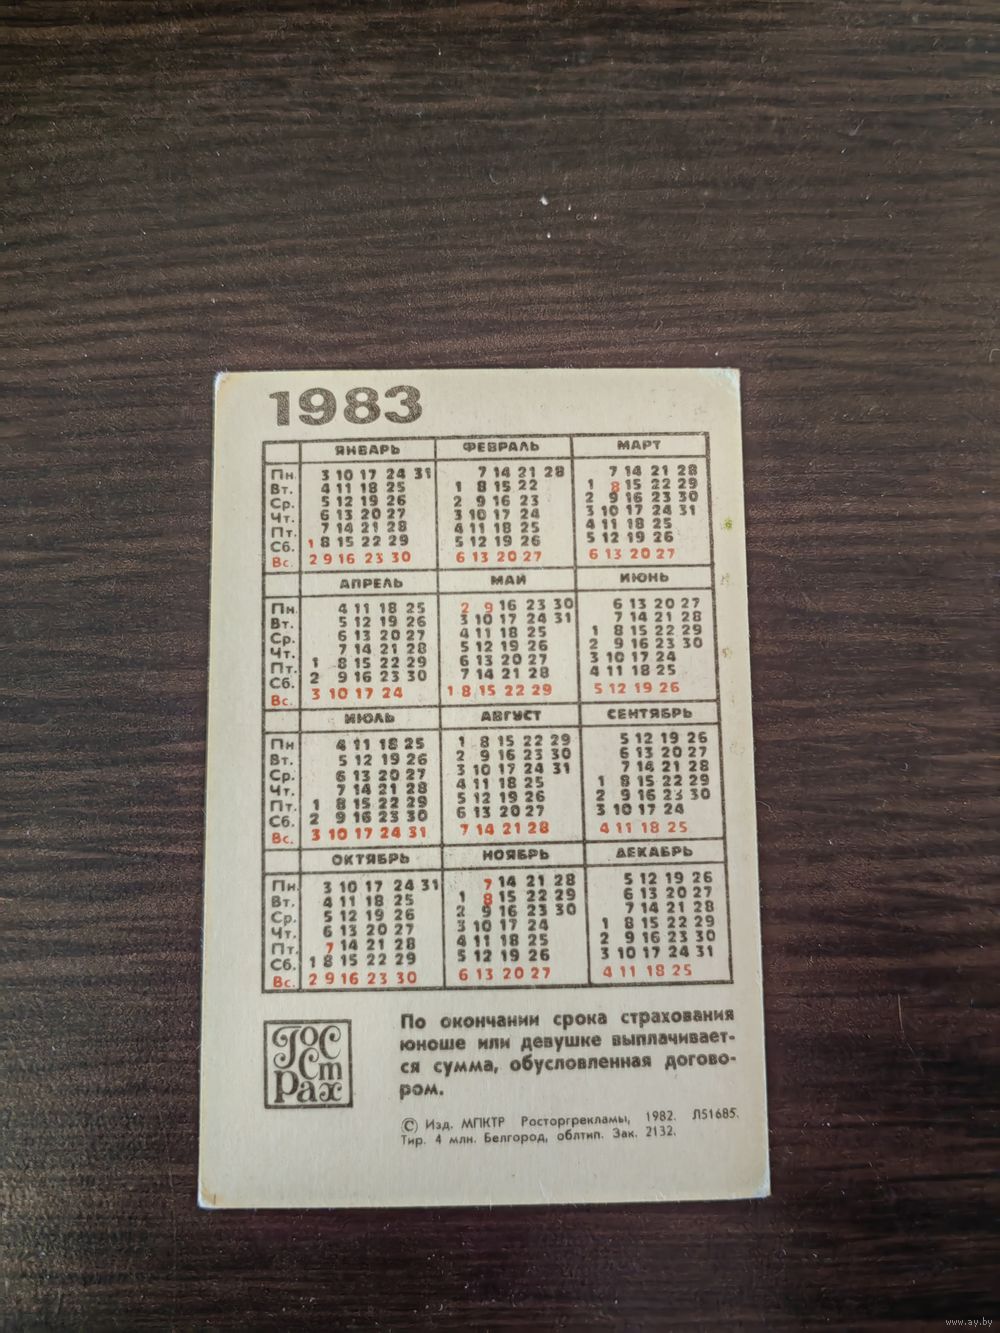 1983
ЯНВАРЬ ФЕВРАЛЬ МАРТ
Пн. 3 10 17 24 31 7 14 21 28 7 14 21 28
Вт. 4 11 18 25 1 8 15 22 1 8 15 22 29
Ср. 5 12 19 26 2 9 16 23 2 9 16 23 30
Чт. 6 13 20 27 3 10 17 24 3 10 17 24 31
Пт. 7 14 21 28 4 11 18 25 4 11 18 25
Сб. 1 8 15 22 29 5 12 19 26 5 12 19 26
Вс. 2 9 16 23 30 6 13 20 27 6 13 20 27
АПРЕЛЬ МАЙ ИЮНЬ
Пн. 4 11 18 25 2 9 16 23 30 6 13 20 27
Вт. 5 12 19 26 3 10 17 24 31 7 14 21 28
Ср. 6 13 20 27 4 11 18 25 1 8 15 22 29
Чт. 7 14 21 28 5 12 19 26 2 9 16 23 30
Пт. 1 8 15 22 29 6 13 20 27 3 10 17 24
Сб. 2 9 16 23 30 7 14 21 28 4 11 18 25
Вс. 3 10 17 24 1 8 15 22 29 5 12 19 26
ИЮЛЬ АВГУСТ СЕНТЯБРЬ
Пн 4 11 18 25 1 8 15 22 29 5 12 19 26
Вт. 5 12 19 26 2 9 16 23 30 6 13 20 27
Ср. 6 13 20 27 3 10 17 24 31 7 14 21 28
Чт. 7 14 21 28 4 11 18 25 1 8 15 22 29
Пт. 1 8 15 22 29 5 12 19 26 2 9 16 23 30
Сб. 2 9 16 23 30 6 13 20 27 3 10 17 24
Вс. 3 10 17 24 31 7 14 21 28 4 11 18 25
ОКТЯБРЬ НОЯБРЬ ДЕКАБРЬ
Пн. 3 10 17 24 31 7 14 21 28 5 12 19 26
Вт. 4 11 18 25 1 8 15 22 29 6 13 20 27
Ср. 5 12 19 26 2 9 16 23 30 7 14 21 28
Чт. 6 13 20 27 3 10 17 24 1 8 15 22 29
Пт. 7 14 21 28 4 11 18 25 2 9 16 23 30
Сб. 1 8 15 22 29 5 12 19 26 3 10 17 24 31
Вс. 2 9 16 23 30 6 13 20 27 4 11 18 25
Гос
ст
рах
По окончании срока страхования
юноше или девушке выплачивает-
ся сумма, обусловленная догово-
ром.
© Изд. МПКТР Росторгрекламы, 1982. Л51685.
Тир. 4 млн. Белгород, облтип. Зак. 2132.
www.ay.by